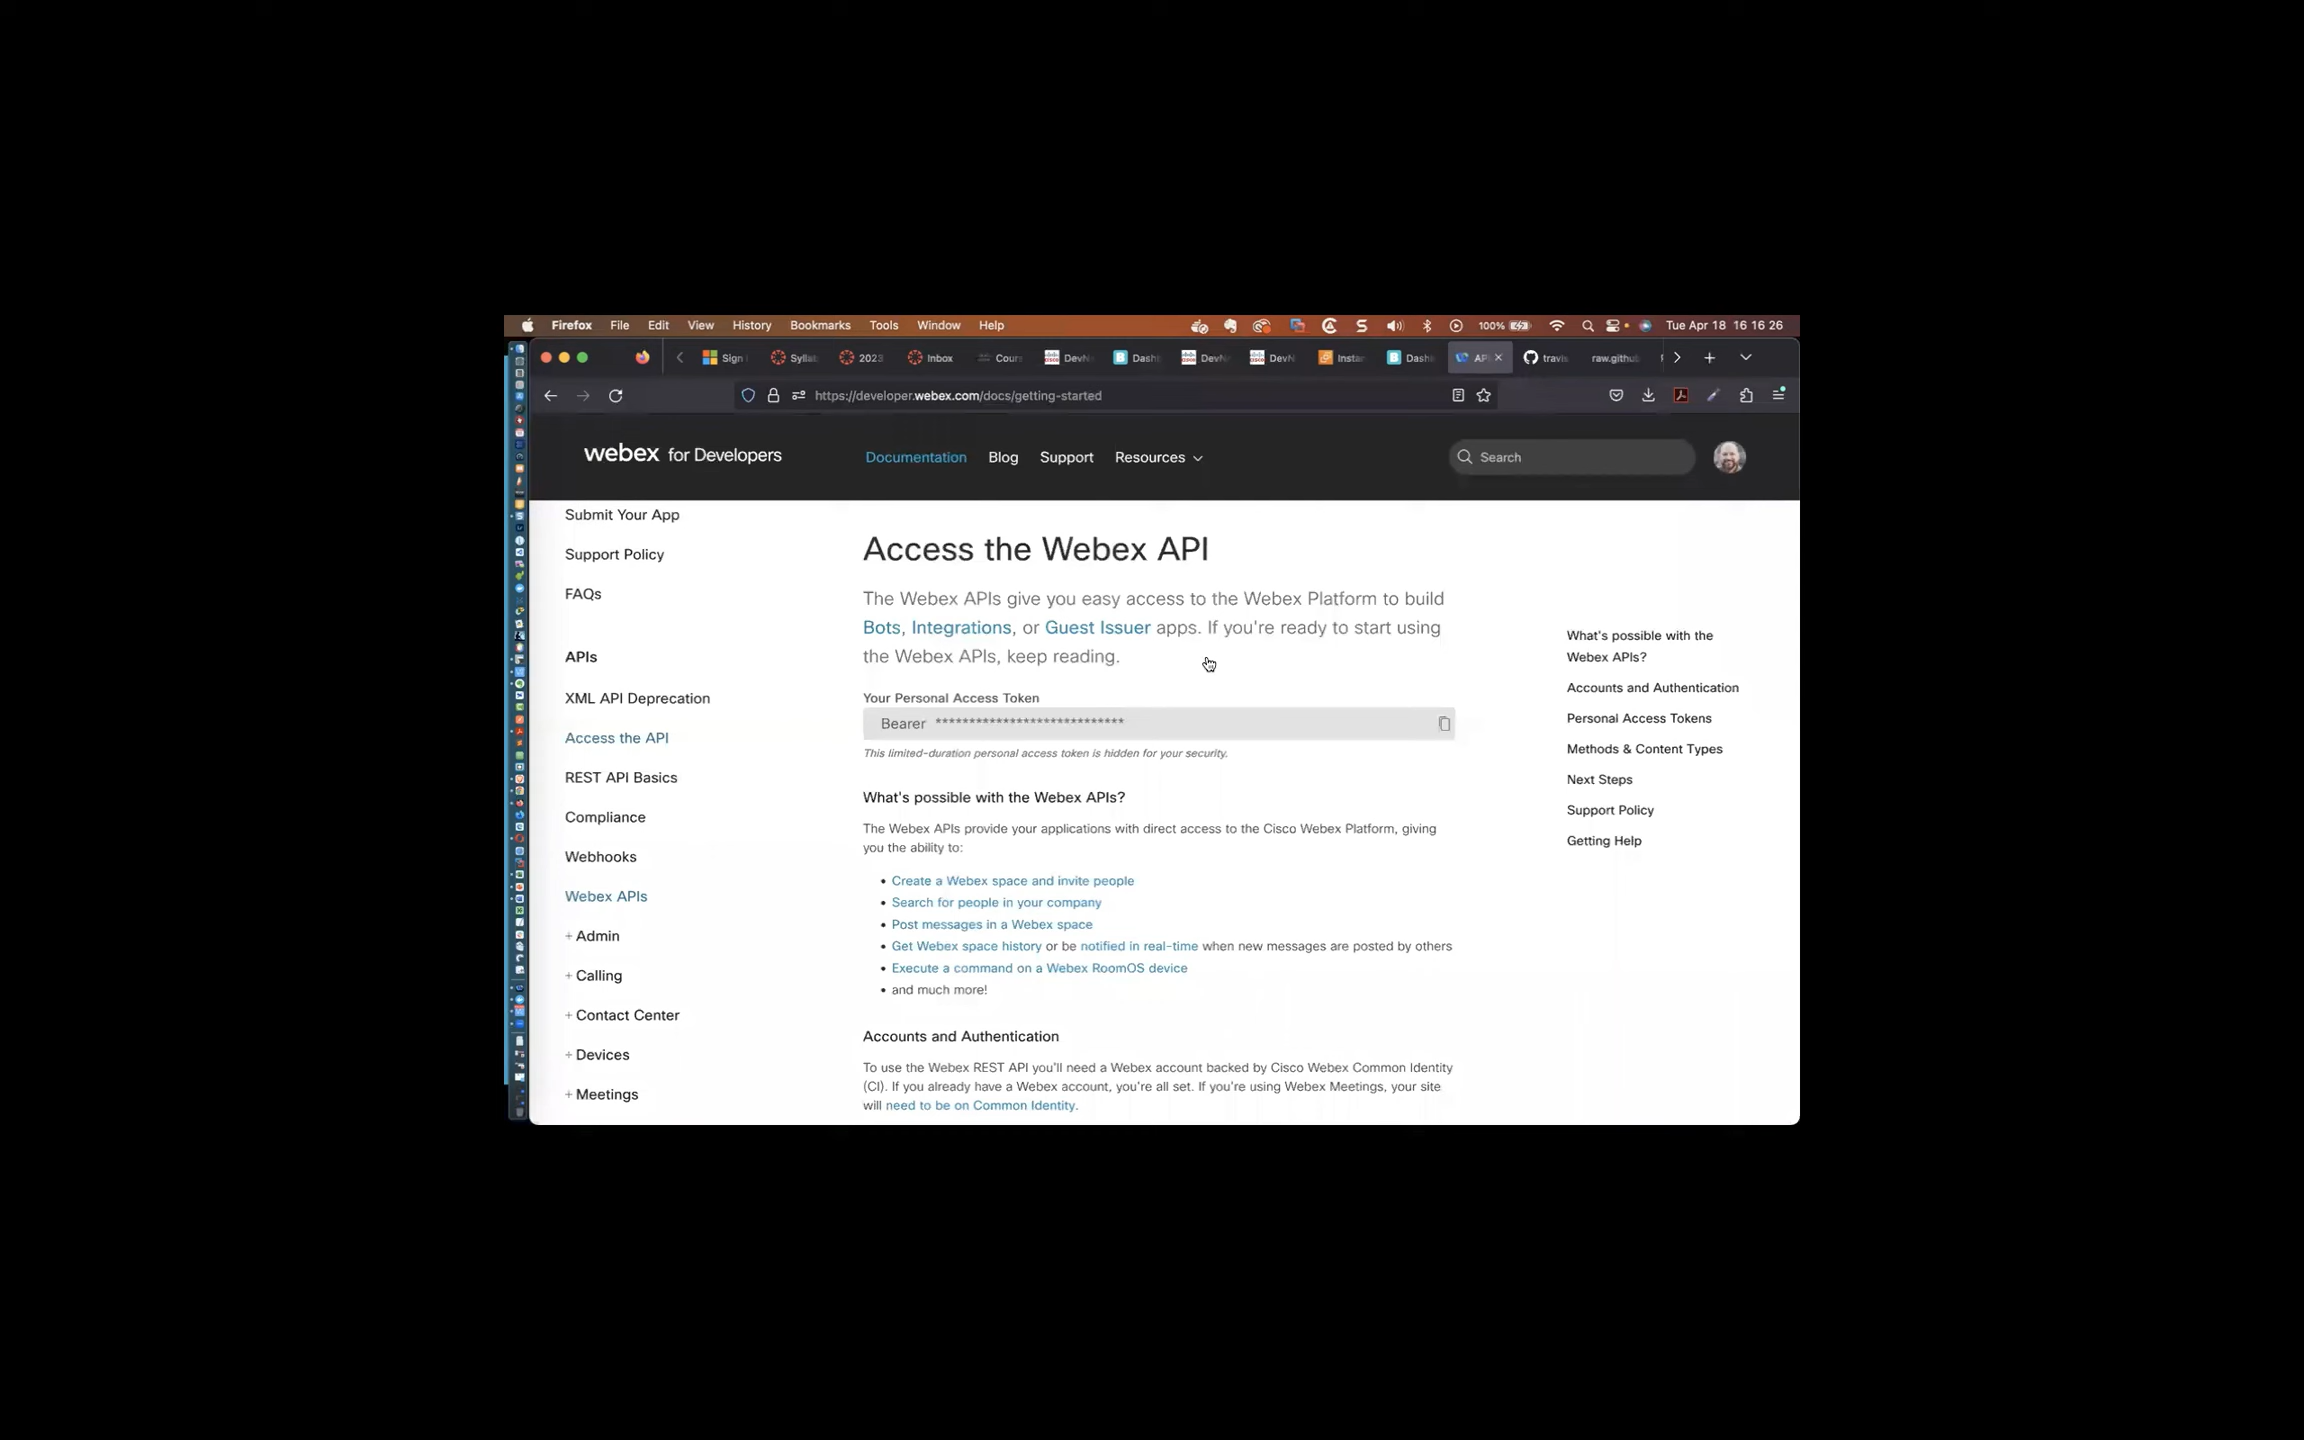 Firefox File Edit View History Bookmarks Tools Window Help 100% Tue Apr 18 16 16 26
Sign Sylla 2023 Inbox Cours DevN Dash DevN DevN Insta Dashl AP travis raw.githu
https://developer.webex.com/docs/getting-started
webex for Developers Documentation Blog Support Resources Search
Submit Your App
Support Policy
FAQs
APIs
XML API Deprecation
Access the API
REST API Basics
Compliance
Webhooks
Webex APIs
+ Admin
+ Calling
+ Contact Center
+ Devices
+ Meetings
Access the Webex API
The Webex APIs give you easy access to the Webex Platform to build
Bots, Integrations, or Guest Issuer apps. If you're ready to start using
the Webex APIs, keep reading.
Your Personal Access Token
Bearer ****************************
This limited-duration personal access token is hidden for your security.
What's possible with the Webex APIs?
The Webex APIs provide your applications with direct access to the Cisco Webex Platform, giving
you the ability to:
• Create a Webex space and invite people
• Search for people in your company
• Post messages in a Webex space
• Get Webex space history or be notified in real-time when new messages are posted by others
• Execute a command on a Webex RoomOS device
• and much more!
Accounts and Authentication
To use the Webex REST API you'll need a Webex account backed by Cisco Webex Common Identity
(CI). If you already have a Webex account, you're all set. If you're using Webex Meetings, your site
will need to be on Common Identity.
What's possible with the
Webex APIs?
Accounts and Authentication
Personal Access Tokens
Methods & Content Types
Next Steps
Support Policy
Getting Help